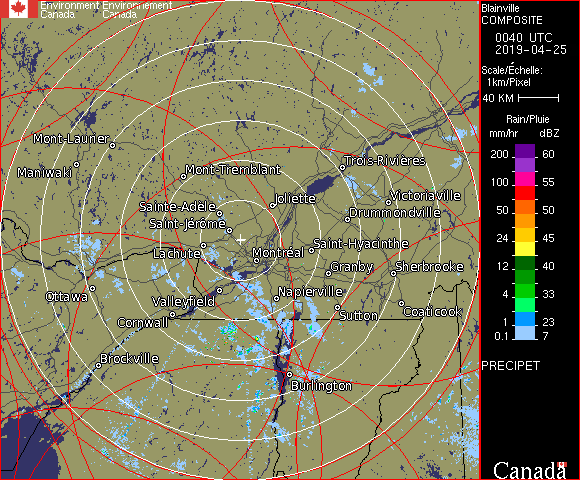 Environment Environnement
Canada Canada
Blainville
COMPOSITE
0040 UTC
2019-04-25
Scale/Échelle:
1km/Pixel
40 KM
Rain/Pluie
mm/hr dBZ
200 60
100 55
50 50
24 45
12 40
4 33
1 23
0.1 7
PRECIPET
Canada
Mont-Laurier
Maniwaki
Mont-Tremblant
Trois-Rivières
Joliette
Victoriaville
Sainte-Adèle
Drummondville
Saint-Jérôme
Lachute
Montréal
Saint-Hyacinthe
Granby
Sherbrooke
Ottawa
Valleyfield
Napierville
Cornwall
Sutton
Coaticook
Brockville
Burlington